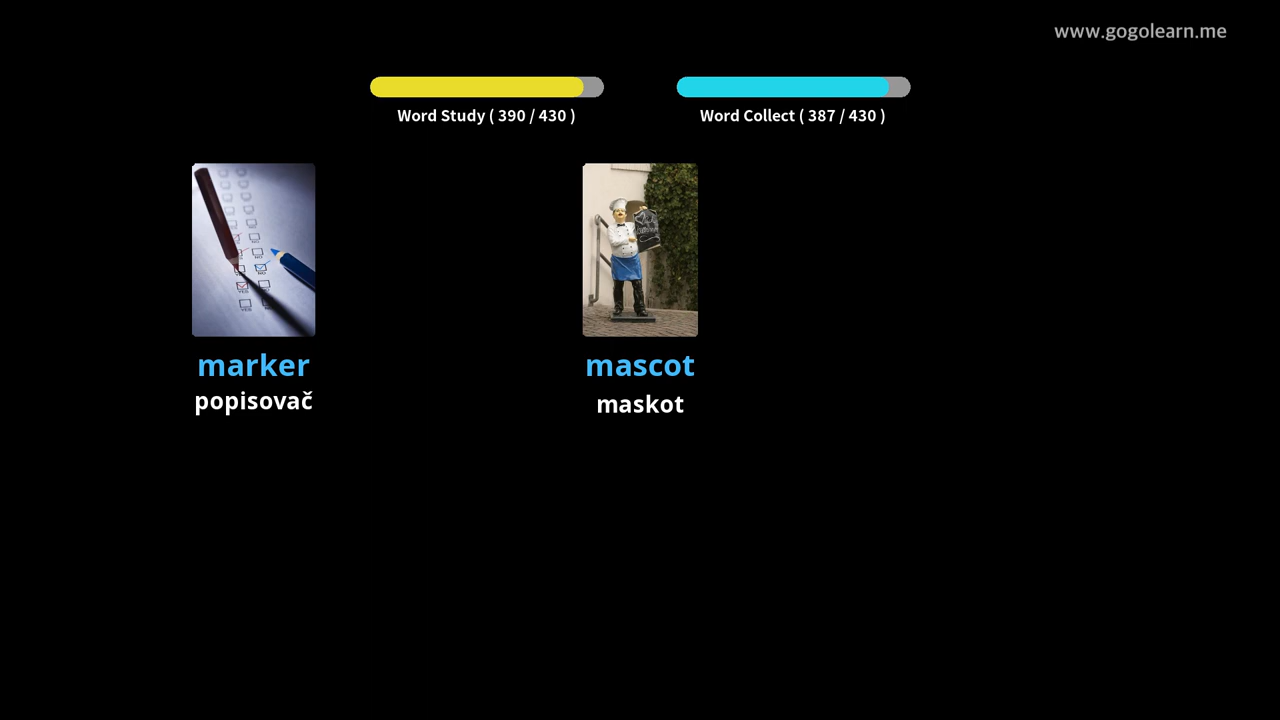 www.gogolearn.me
Word Study ( 390 / 430 )
Word Collect ( 387 / 430 )
marker
mascot
popisovač
maskot